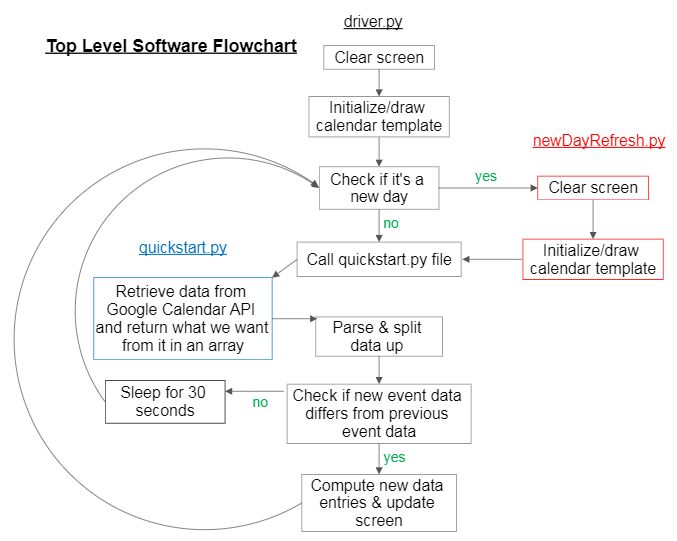 driver.py
Top Level Software Flowchart
Clear screen
Initialize/draw
calendar template
newDayRefresh.py
Check if it's a
new day
yes
Clear screen
no
quickstart.py
Call quickstart.py file
Initialize/draw
calendar template
Retrieve data from
Google Calendar API
and return what we want
from it in an array
Parse & split
data up
Sleep for 30
seconds
no
Check if new event data
differs from previous
event data
yes
Compute new data
entries & update
screen